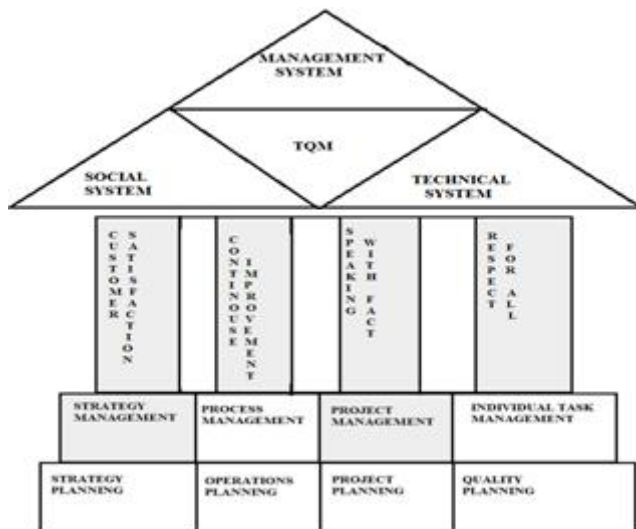 MANAGEMENT
SYSTEM
TQM
SOCIAL
SYSTEM
TECHNICAL
SYSTEM
CUSTOMER
SATISFACTION
CONTINOUSE
IMPROVEMENT
SPEAKING
WITH FACT
RESPECT
FOR ALL
STRATEGY
MANAGEMENT
PROCESS
MANAGEMENT
PROJECT
MANAGEMENT
INDIVIDUAL TASK
MANAGEMENT
STRATEGY
PLANNING
OPERATIONS
PLANNING
PROJECT
PLANNING
QUALITY
PLANNING